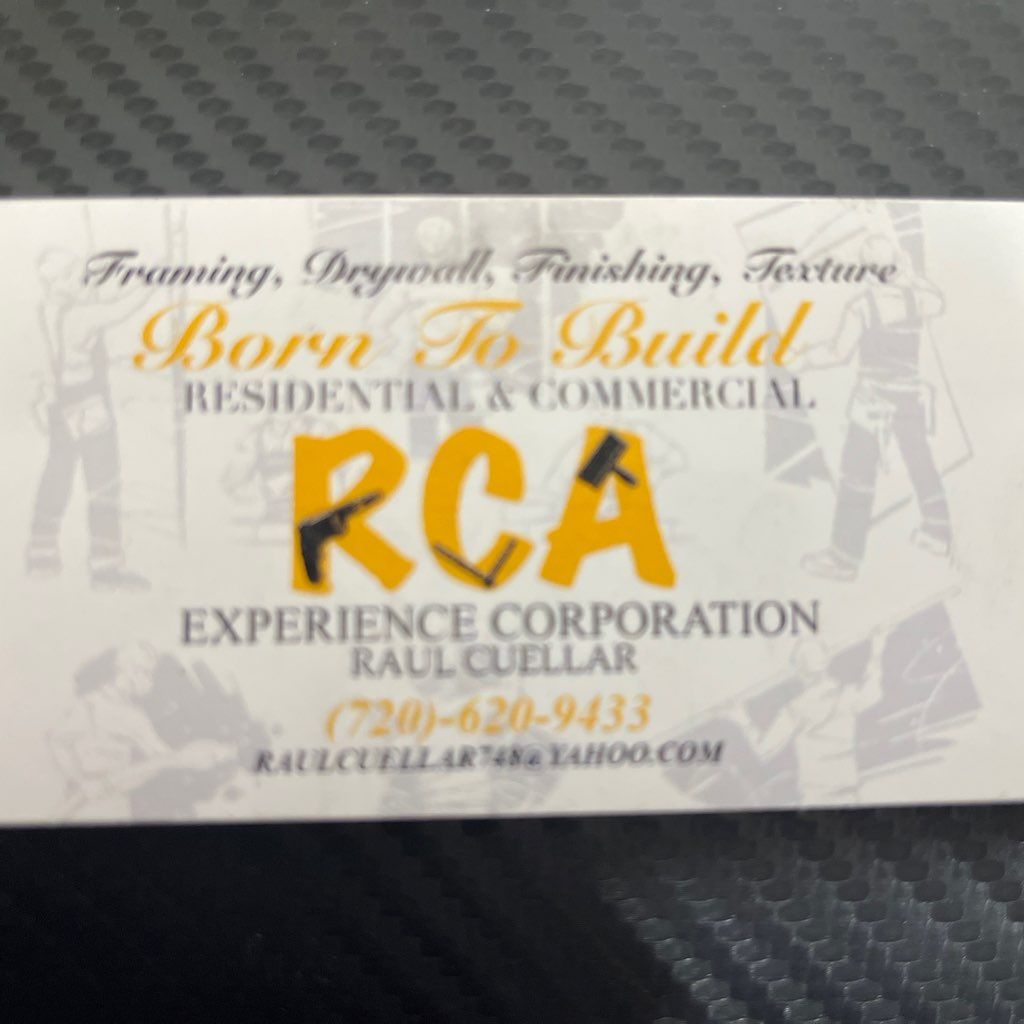 Framing, Drywall, Finishing, Texture
Born To Build
RESIDENTIAL & COMMERCIAL
RCA
EXPERIENCE CORPORATION
RAUL CUELLAR
(720)-620-9433
RAULCUELLAR748@YAHOO.COM